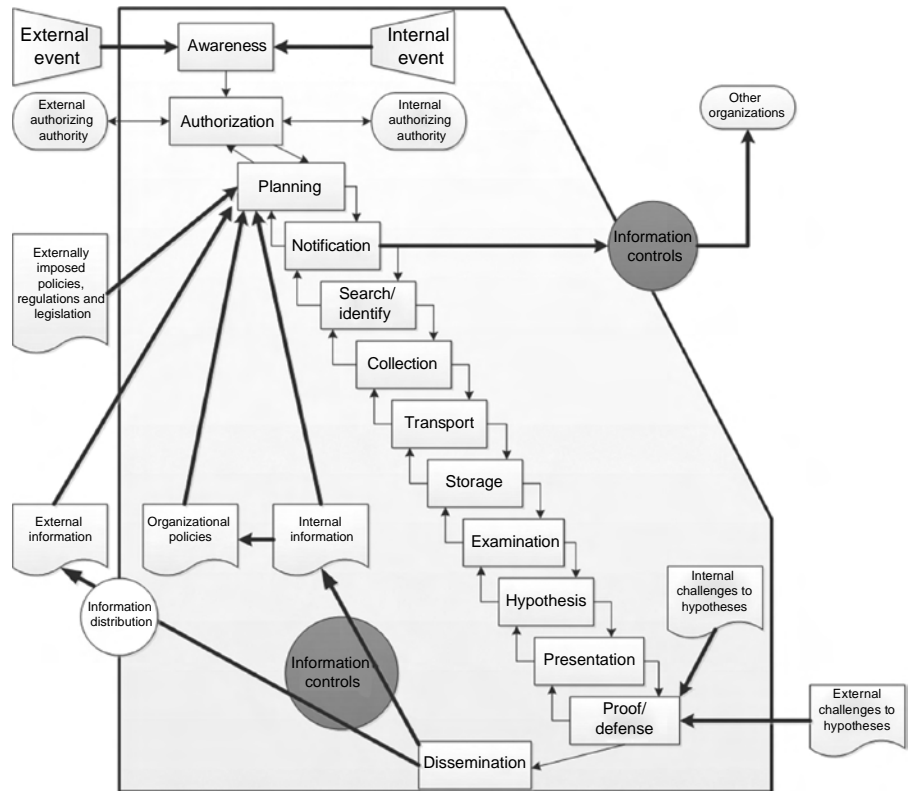 External
event
Awareness
Internal
event
External
authorizing
authority
Authorization
Internal
authorizing
authority
Other
organizations
Planning
Notification
Information
controls
Externally
imposed
policies,
regulations and
legislation
Search/
identify
Collection
Transport
Storage
External
information
Organizational
policies
Internal
information
Examination
Internal
challenges to
hypotheses
Hypothesis
Information
distribution
Information
controls
Presentation
Proof/
defense
External
challenges to
hypotheses
Dissemination